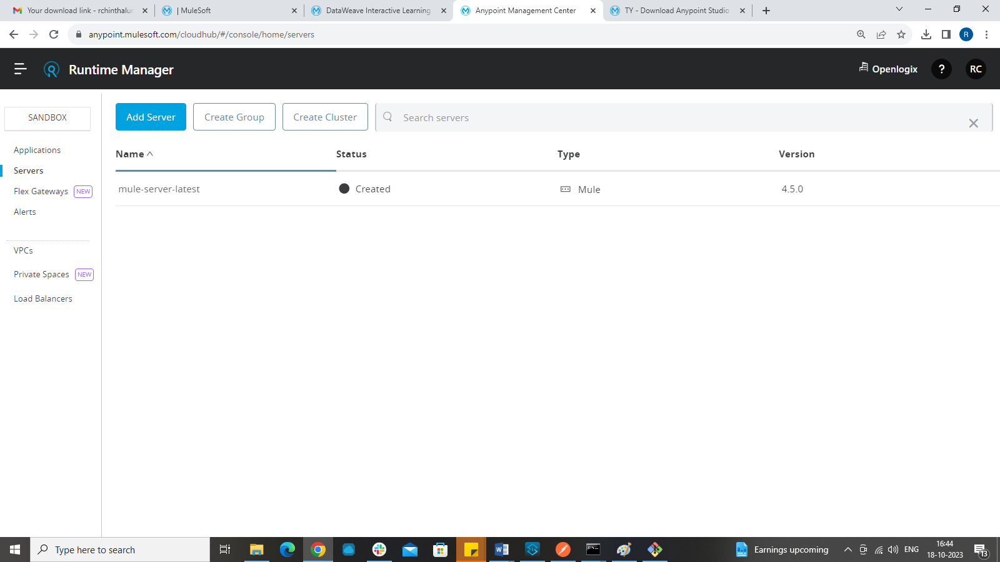 Your download link - rchinthalur
| MuleSoft
DataWeave Interactive Learning
Anypoint Management Center
TY - Download Anypoint Studio
anypoint.mulesoft.com/cloudhub/#/console/home/servers
R
Runtime Manager
Openlogix
?
RC
SANDBOX
Applications
Servers
Flex Gateways NEW
Alerts
VPCs
Private Spaces NEW
Load Balancers
Add Server
Create Group
Create Cluster
Search servers
Name
Status
Type
Version
mule-server-latest
Created
Mule
4.5.0
Type here to search
Earnings upcoming
ENG
16:44
18-10-2023
13